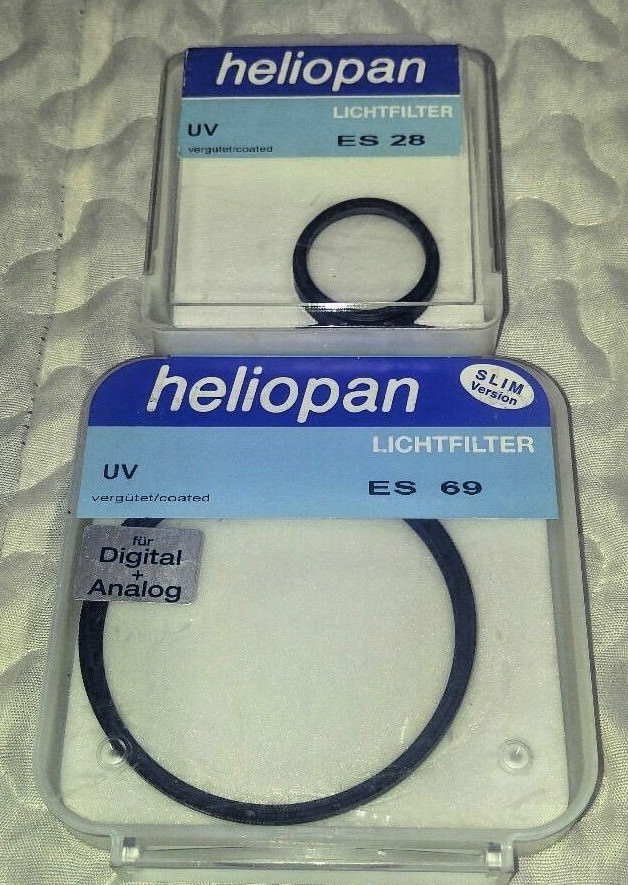 heliopan
LICHTFILTER
UV
ES 28
vergütet/coated
heliopan
SLIM
Version
LICHTFILTER
UV
ES 69
vergütet/coated
für
Digital
+
Analog